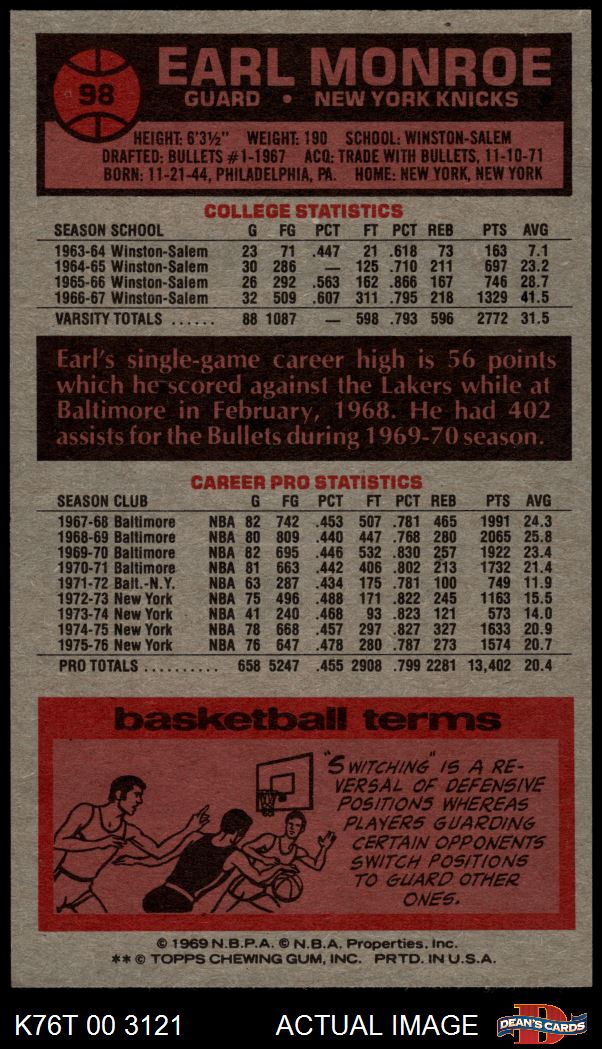 98
EARL MONROE
GUARD • NEW YORK KNICKS
HEIGHT: 6'3½" WEIGHT: 190 SCHOOL: WINSTON-SALEM
DRAFTED: BULLETS #1-1967 ACQ: TRADE WITH BULLETS, 11-10-71
BORN: 11-21-44, PHILADELPHIA, PA. HOME: NEW YORK, NEW YORK
COLLEGE STATISTICS
SEASON SCHOOL G FG PCT FT PCT REB PTS AVG
1963-64 Winston-Salem 23 71 .447 21 .618 73 163 7.1
1964-65 Winston-Salem 30 286 — 125 .710 211 697 23.2
1965-66 Winston-Salem 26 292 .563 162 .866 167 746 28.7
1966-67 Winston-Salem 32 509 .607 311 .795 218 1329 41.5
VARSITY TOTALS ...... 88 1087 — 598 .793 596 2772 31.5
Earl's single-game career high is 56 points
which he scored against the Lakers while at
Baltimore in February, 1968. He had 402
assists for the Bullets during 1969-70 season.
CAREER PRO STATISTICS
SEASON CLUB G FG PCT FT PCT REB PTS AVG
1967-68 Baltimore NBA 82 742 .453 507 .781 465 1991 24.3
1968-69 Baltimore NBA 80 809 .440 447 .768 280 2065 25.8
1969-70 Baltimore NBA 82 695 .446 532 .830 257 1922 23.4
1970-71 Baltimore NBA 81 663 .442 406 .802 213 1732 21.4
1971-72 Balt.-N.Y. NBA 63 287 .434 175 .781 100 749 11.9
1972-73 New York NBA 75 496 .488 171 .822 245 1163 15.5
1973-74 New York NBA 41 240 .468 93 .823 121 573 14.0
1974-75 New York NBA 78 668 .457 297 .827 327 1633 20.9
1975-76 New York NBA 76 647 .478 280 .787 273 1574 20.7
PRO TOTALS .......... 658 5247 .455 2908 .799 2281 13,402 20.4
basketball terms
"SWITCHING" IS A RE-
VERSAL OF DEFENSIVE
POSITIONS WHEREAS
PLAYERS GUARDING
CERTAIN OPPONENTS
SWITCH POSITIONS
TO GUARD OTHER
ONES.
© 1969 N.B.P.A. © N.B.A. Properties, Inc.
** © TOPPS CHEWING GUM, INC. PRTD. IN U.S.A.
K76T 00 3121 ACTUAL IMAGE
D
DEAN'S CARDS